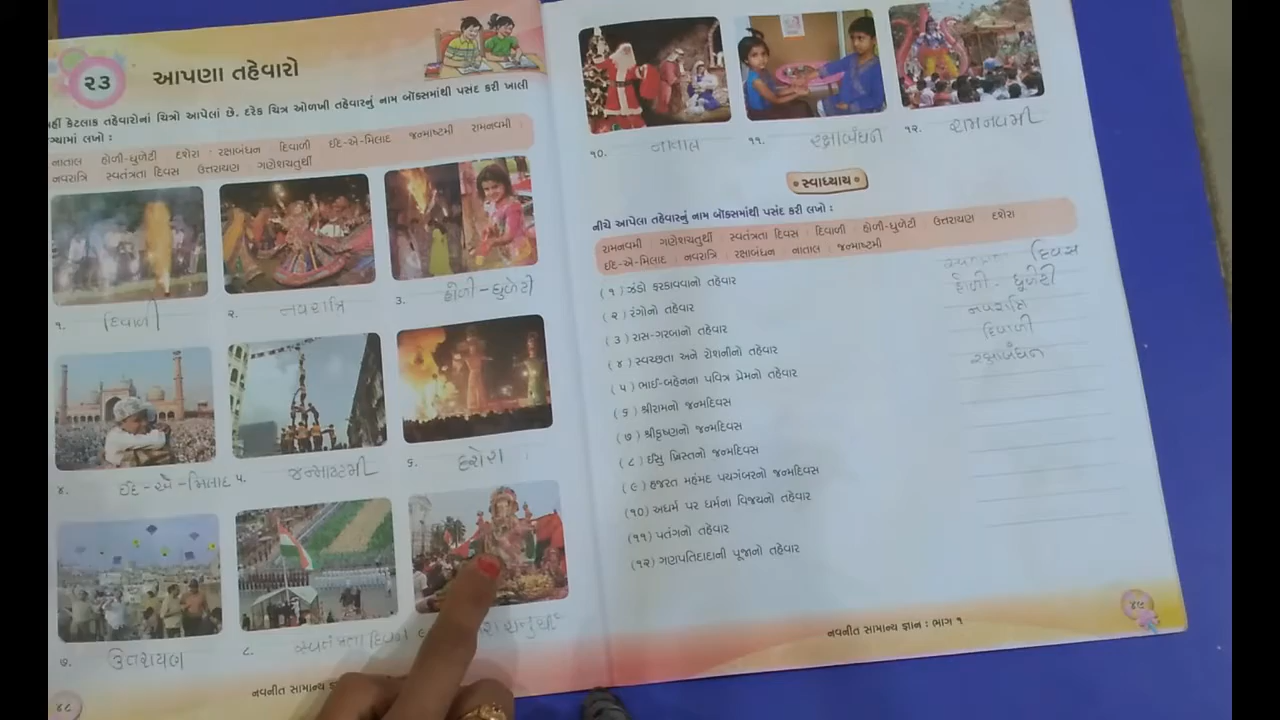 ૨૩ આપણા તહેવારો
અહીં કેટલાક તહેવારોનાં ચિત્રો આપેલાં છે. દરેક ચિત્ર ઓળખી તહેવારનું નામ બૉક્સમાંથી પસંદ કરી ખાલી
જગ્યામાં લખો :
નાતાલ હોળી-ધુળેટી દશેરા રક્ષાબંધન દિવાળી ઈદ-એ-મિલાદ જન્માષ્ટમી રામનવમી
નવરાત્રિ સ્વતંત્રતા દિવસ ઉત્તરાયણ ગણેશચતુર્થી
૧. દિવાળી ૨. નવરાત્રિ ૩. હોળી-ધુળેટી
૪. ઈદ-એ-મિલાદ ૫. જન્માષ્ટમી ૬. દશેરા
૭. ઉત્તરાયણ ૮. સ્વતંત્રતા દિવસ ૯.
૪૮ નવનીત સામાન્ય
૧૦. નાતાલ ૧૧. રક્ષાબંધન ૧૨. રામનવમી
• સ્વાધ્યાય •
નીચે આપેલા તહેવારનું નામ બૉક્સમાંથી પસંદ કરી લખો :
રામનવમી ગણેશચતુર્થી સ્વતંત્રતા દિવસ દિવાળી હોળી-ધુળેટી ઉત્તરાયણ દશેરા
ઈદ-એ-મિલાદ નવરાત્રિ રક્ષાબંધન નાતાલ જન્માષ્ટમી
(૧) ઝંડો ફરકાવવાનો તહેવાર દિવસ
(૨) રંગોનો તહેવાર હોળી - ધુળેટી
(૩) રાસ-ગરબાનો તહેવાર નવરાત્રિ
(૪) સ્વચ્છતા અને રોશનીનો તહેવાર દિવાળી
(૫) ભાઈ-બહેનના પવિત્ર પ્રેમનો તહેવાર રક્ષાબંધન
(૬) શ્રીરામનો જન્મદિવસ
(૭) શ્રીકૃષ્ણનો જન્મદિવસ
(૮) ઈસુ ખ્રિસ્તનો જન્મદિવસ
(૯) હજરત મહંમદ પયગંબરનો જન્મદિવસ
(૧૦) અધર્મ પર ધર્મના વિજયનો તહેવાર
(૧૧) પતંગનો તહેવાર
(૧૨) ગણપતિદાદાની પૂજાનો તહેવાર
નવનીત સામાન્ય જ્ઞાન : ભાગ ૧ ૪૯